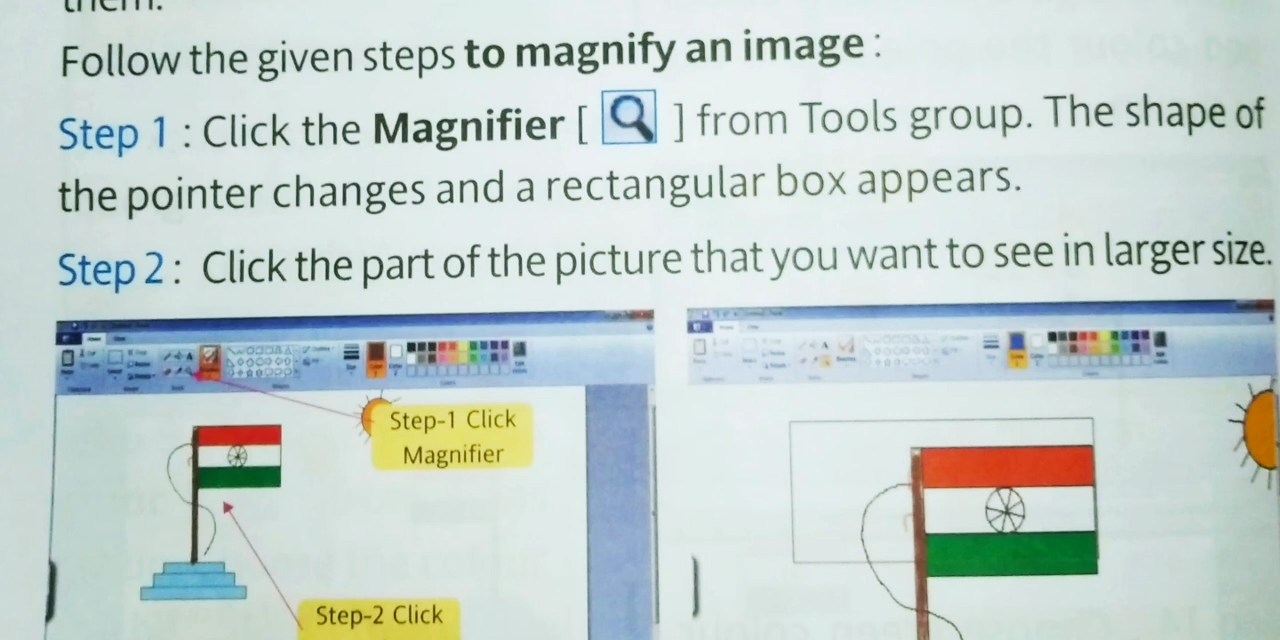 them.
Follow the given steps to magnify an image :
Step 1 : Click the Magnifier [ ] from Tools group. The shape of
the pointer changes and a rectangular box appears.
Step 2 : Click the part of the picture that you want to see in larger size.
Step-1 Click
Magnifier
Step-2 Click